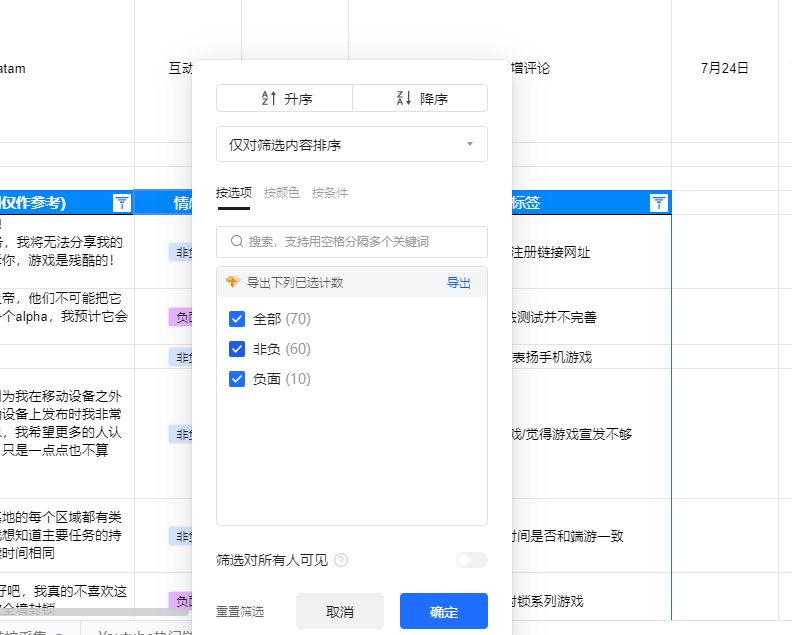 atam
互动
增评论
7月24日
升序
降序
仅对筛选内容排序
按选项 按颜色 按条件
仅作参考)
情
标签
搜索，支持用空格分隔多个关键词
导出下列已选计数
导出
全部 (70)
非负 (60)
负面 (10)
，我将无法分享我的
你，游戏是残酷的！
注册链接网址
帝，他们不可能把它
个alpha，我预计它会
测试并不完善
表扬手机游戏
为我在移动设备之外
设备上发布时我非常
，我希望更多的人认
只是一点点也不算
戏/觉得游戏宣发不够
地的每个区域都有类
想知道主要任务的持
时间相同
时间是否和端游一致
好吧，我真的不喜欢这
封锁系列游戏
筛选对所有人可见
重置筛选
取消
确定